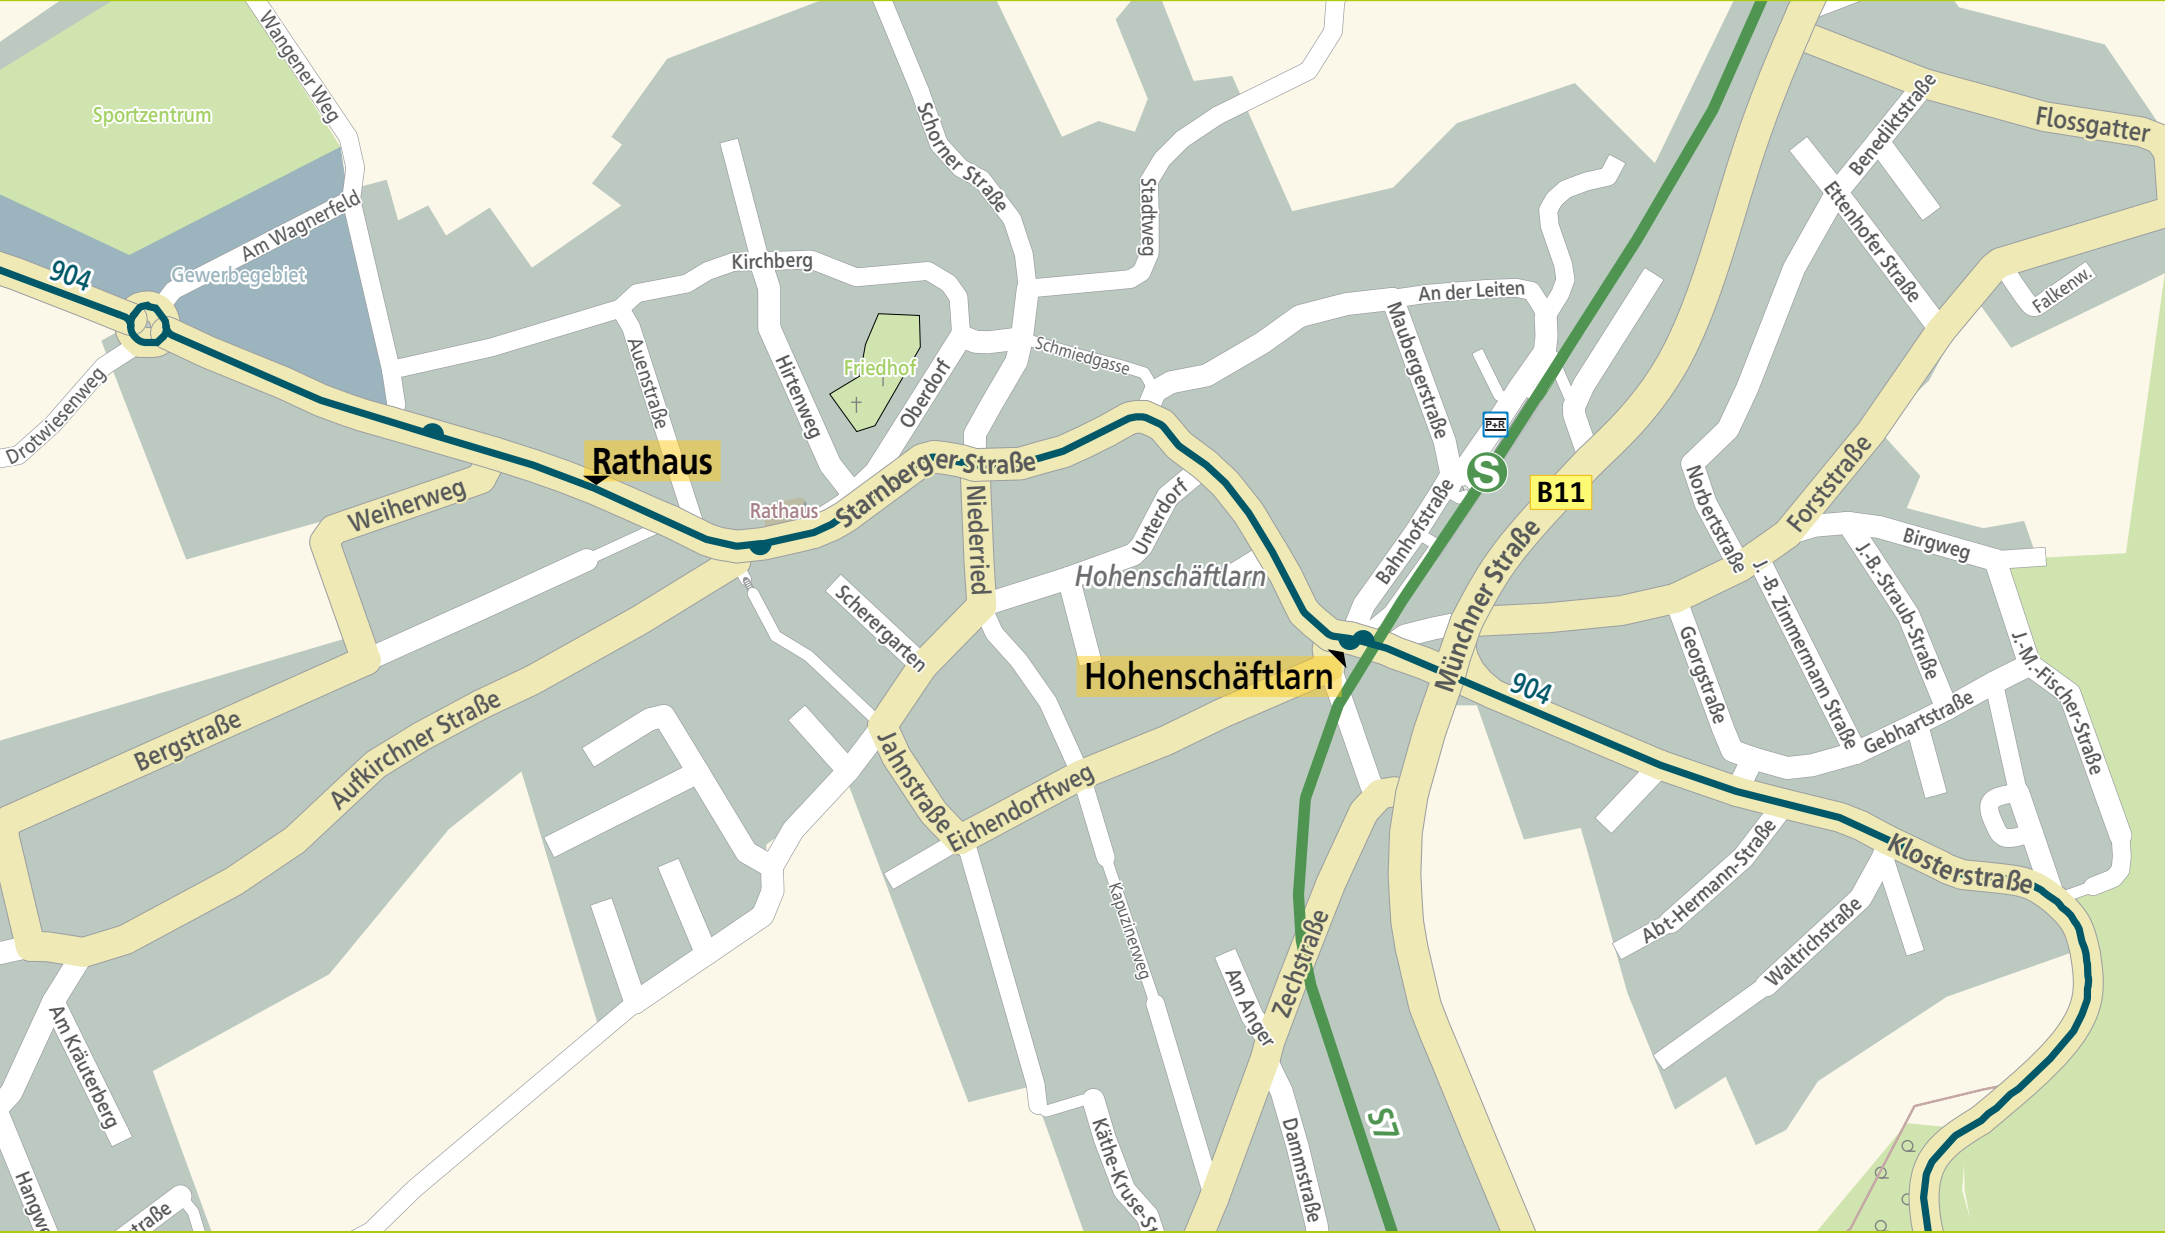 Wangener Weg
Sportzentrum
Am Wagnerfeld
Gewerbegebiet
904
Drotwiesenweg
Schorner Straße
Stadtweg
Kirchberg
Hirtenweg
Auenstraße
Friedhof
Oberdorf
Schmiedgasse
An der Leiten
Maubergerstraße
P+R
S
B11
Benediktstraße
Flossgatter
Ettenhofer Straße
Falkenw.
Rathaus
Rathaus
Weiherweg
Starnberger Straße
Niederried
Unterdorf
Hohenschäftlarn
Bahnhofstraße
Münchner Straße
Norbertstraße
Forststraße
Birgweg
J.-B.-Straub-Straße
J.-B. Zimmermann Straße
Georgstraße
J.-M.-Fischer-Straße
Gebhartstraße
Scherergarten
Hohenschäftlarn
904
Bergstraße
Aufkirchner Straße
Jahnstraße
Eichendorffweg
Kapuzinerweg
Zechstraße
Am Anger
Klosterstraße
Abt-Hermann-Straße
Waltrichstraße
Am Kräuterberg
Hangwe
traße
Käthe-Kruse-St
Dammstraße
S7